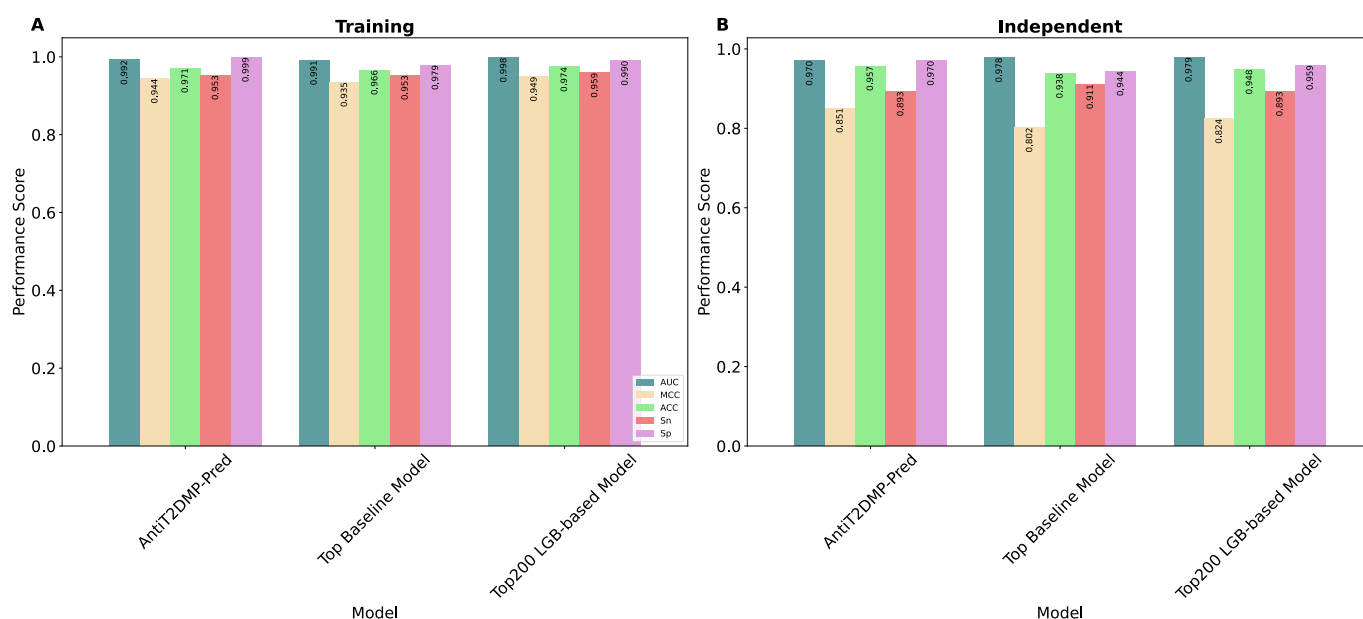 A
Training
1.0
0.8
0.6
0.4
0.2
0.0
Performance Score
0.992
0.944
0.971
0.953
0.999
0.991
0.935
0.966
0.953
0.979
0.998
0.949
0.974
0.959
0.990
AUC
MCC
ACC
Sn
Sp
AntiT2DMP-Pred
Top Baseline Model
Top200 LGB-based Model
Model
B
Independent
1.0
0.8
0.6
0.4
0.2
0.0
Performance Score
0.970
0.851
0.957
0.893
0.970
0.978
0.802
0.938
0.911
0.944
0.979
0.824
0.948
0.893
0.959
AntiT2DMP-Pred
Top Baseline Model
Top200 LGB-based Model
Model